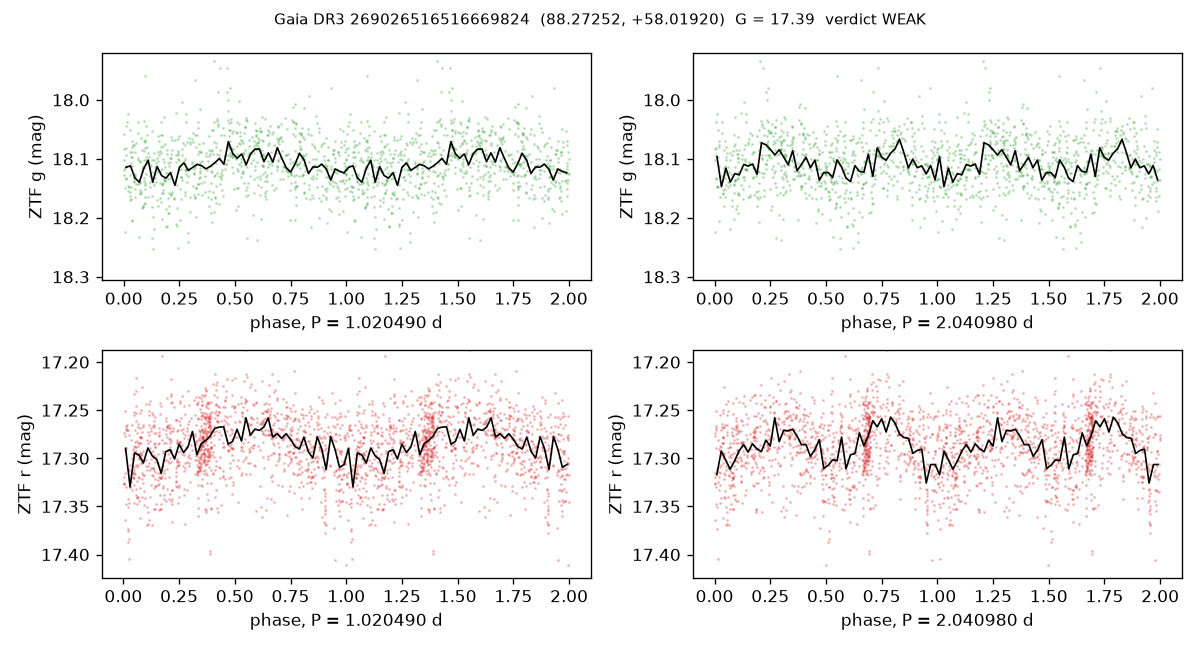 Gaia DR3 269026516516669824 (88.27252, +58.01920) G = 17.39 verdict WEAK
ZTF g (mag)
18.0
18.1
18.2
18.3
0.00 0.25 0.50 0.75 1.00 1.25 1.50 1.75 2.00
phase, P = 1.020490 d
ZTF g (mag)
18.0
18.1
18.2
18.3
0.00 0.25 0.50 0.75 1.00 1.25 1.50 1.75 2.00
phase, P = 2.040980 d
ZTF r (mag)
17.20
17.25
17.30
17.35
17.40
0.00 0.25 0.50 0.75 1.00 1.25 1.50 1.75 2.00
phase, P = 1.020490 d
ZTF r (mag)
17.20
17.25
17.30
17.35
17.40
0.00 0.25 0.50 0.75 1.00 1.25 1.50 1.75 2.00
phase, P = 2.040980 d